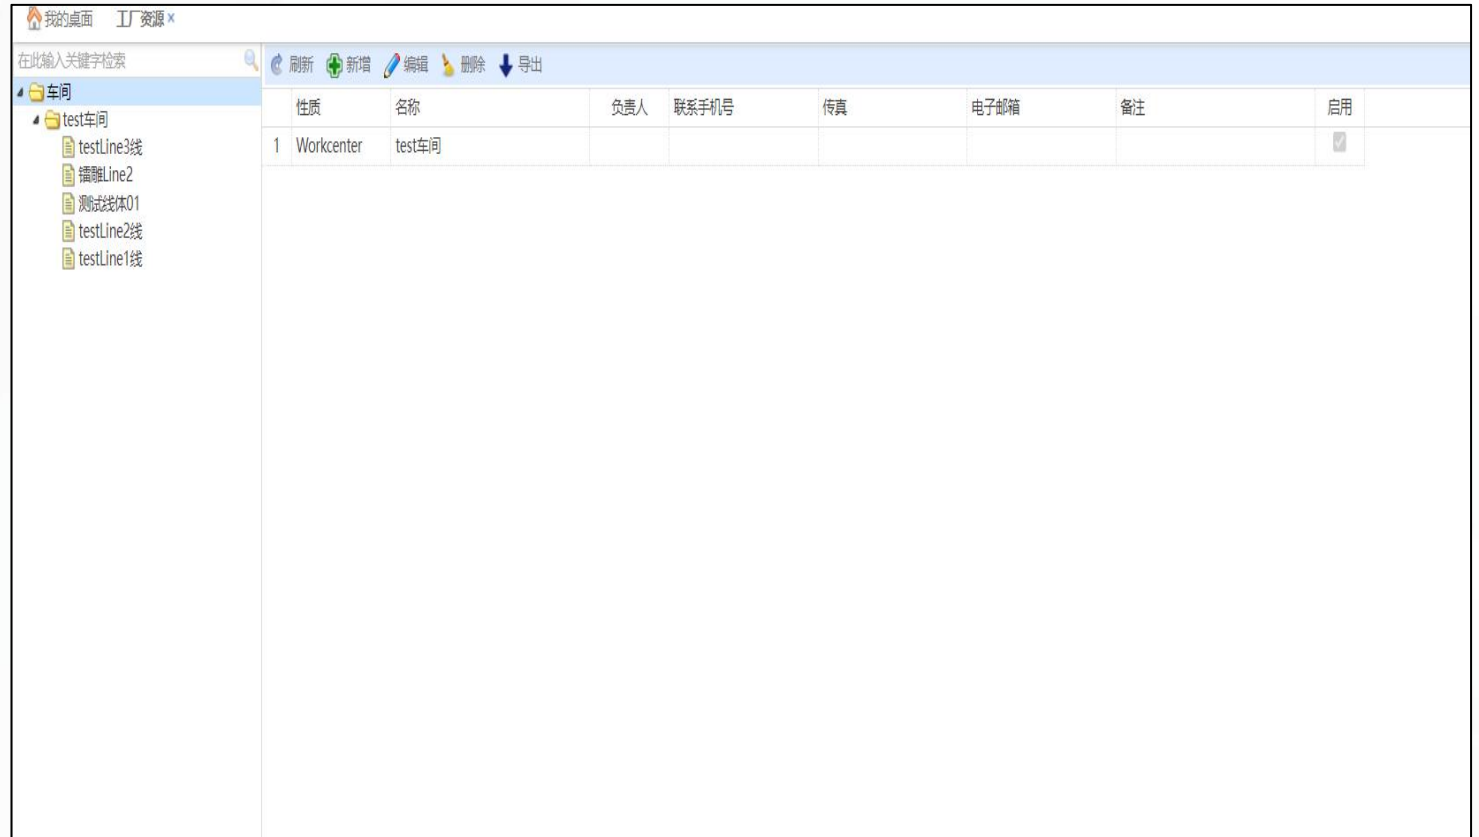 我的桌面 工厂资源 ×
在此输入关键字检索
刷新 新增 编辑 删除 导出
车间
test车间
testLine3线
镭雕Line2
测试线体01
testLine2线
testLine1线
性质 名称 负责人 联系手机号 传真 电子邮箱 备注 启用
1 Workcenter test车间